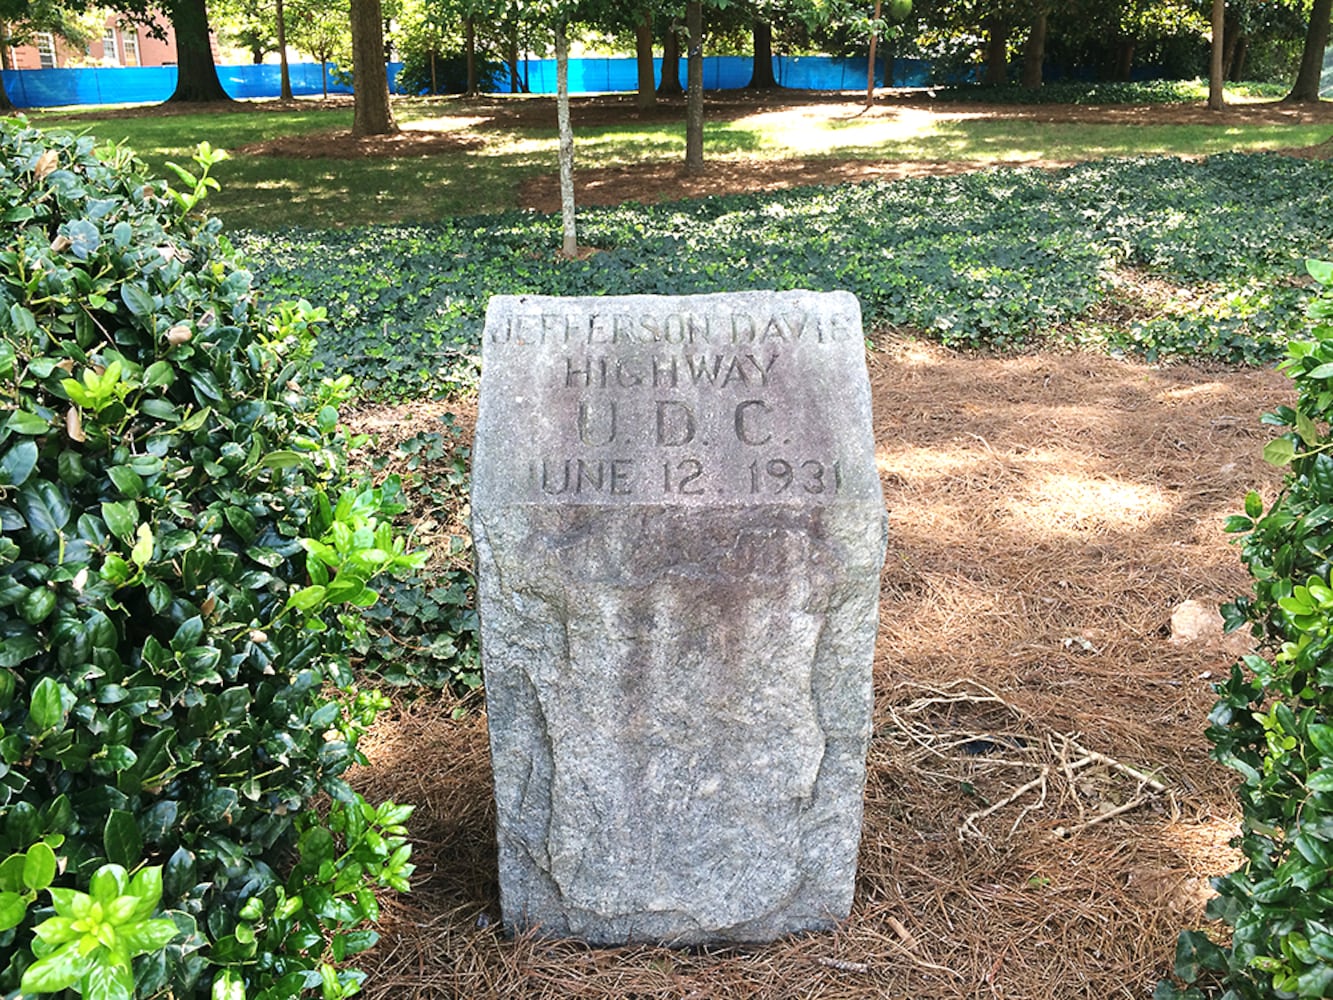 JEFFERSON DAVIS
HIGHWAY
U. D. C.
JUNE 12, 1931